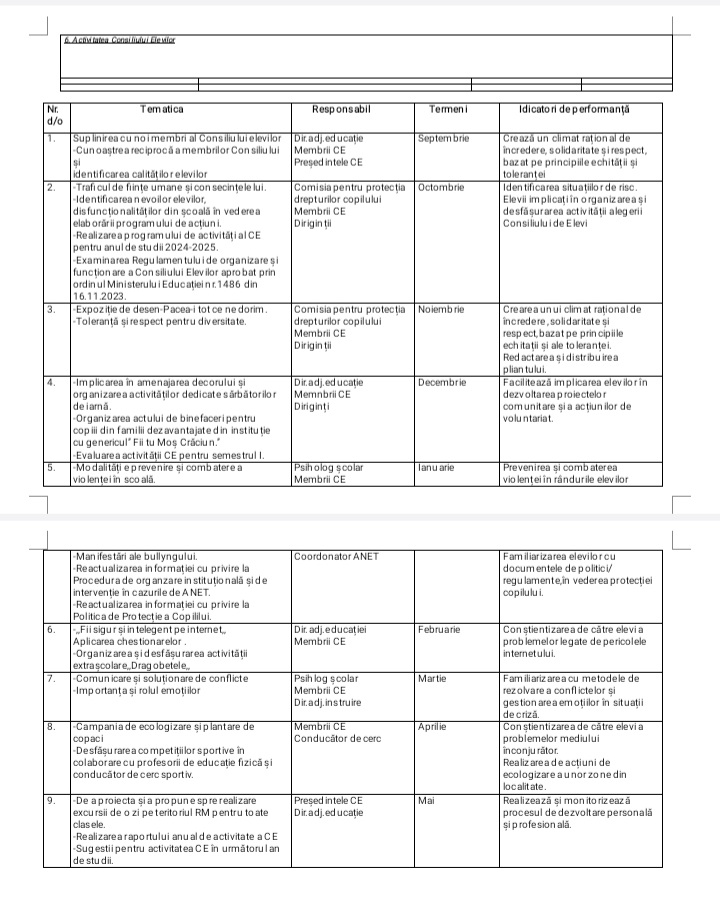 6. Activitatea Consiliului Elevilor
Nr. d/o
Tematica
Responsabil
Termeni
Idicatori de performanță
1.
Suplinirea cu noi membri al Consiliului elevilor
-Cunoaștrea reciprocă a membrilor Consiliului
și
identificarea calităților elevilor
Dir.adj.educație
Membrii CE
Președintele CE
Septembrie
Crează un climat rațional de
încredere, solidaritate și respect,
bazat pe principiile echității și
toleranței
2.
-Traficul de ființe umane și consecințele lui.
-Identificarea nevoilor elevilor,
disfuncționalităților din școală în vederea
elaborării programului de acțiuni.
-Realizarea programului de activități al CE
pentru anul de studii 2024-2025.
-Examinarea Regulamentului de organizare și
funcționare a Consiliului Elevilor aprobat prin
ordinul Ministerului Educației nr.1486 din
16.11.2023.
Comisia pentru protecția
drepturilor copilului
Membrii CE
Diriginții
Octombrie
Identificarea situațiilor de risc.
Elevii implicați în organizarea și
desfășurarea activității alegerii
Consiliului de Elevi
3.
-Expoziție de desen-Pacea-i tot ce ne dorim.
-Toleranță și respect pentru diversitate.
Comisia pentru protecția
drepturilor copilului
Membrii CE
Diriginții
Noiembrie
Crearea unui climat rațional de
încredere, solidaritate și
respect,bazat pe principiile
echitații și ale toleranței.
Redactarea și distribuirea
pliantului.
4.
-Implicarea în amenajarea decorului și
organizarea activităților dedicate sărbătorilor
de iarnă.
-Organizarea actului de binefaceri pentru
copiii din familii dezavantajate din instituție
cu genericul" Fii tu Moș Crăciun."
-Evaluarea activității CE pentru semestrul I.
Dir.adj.educație
Memnbrii CE
Diriginți
Decembrie
Facilitează implicarea elevilor în
dezvoltarea proiectelor
comunitare și a acțiunilor de
voluntariat.
5.
-Modalități e prevenire și combatere a
violenței în scoală.
Psiholog școlar
Membrii CE
Ianuarie
Prevenirea și combaterea
violenței în rândurile elevilor
-Manifestări ale bullyngului.
-Reactualizarea informației cu privire la
Procedura de organzare instituțională și de
intervenție în cazurile de ANET.
-Reactualizarea informației cu privire la
Politica de Protecție a Copilului.
Coordonator ANET
Familiarizarea elevilor cu
documentele de politici/
regulamente,în vederea protecției
copilului.
6.
-„Fii sigur și intelegent pe internet„
Aplicarea chestionarelor .
-Organizarea și desfășurarea activității
extrașcolare„Dragobetele„
Dir. adj.educației
Membrii CE
Februarie
Conștientizarea de către elevi a
problemelor legate de pericolele
internetului.
7.
-Comunicare și soluționare de conflicte
-Importanța și rolul emoțiilor
Psihlog școlar
Membrii CE
Dir.adj.instruire
Martie
Familiarizarea cu metodele de
rezolvare a conflictelor și
gestionarea emoțiilor în situații
de criză.
8.
-Campania de ecologizare și plantare de
copaci
-Desfășurarea competițiilor sportive în
colaborare cu profesorii de educație fizică și
conducător de cerc sportiv.
Membrii CE
Conducător de cerc
Aprilie
Conștientizarea de către elevi a
problemelor mediului
înconjurător.
Realizarea de acțiuni de
ecologizare a unor zone din
localitate.
9.
-De a proiecta și a propune spre realizare
excursii de o zi pe teritoriul RM pentru toate
clasele.
-Realizarea raportului anual de activitate a CE
-Sugestii pentru activitatea CE în următorul an
de studii.
Președintele CE
Dir.adj.educație
Mai
Realizează și monitorizează
procesul de dezvoltare personală
și profesională.